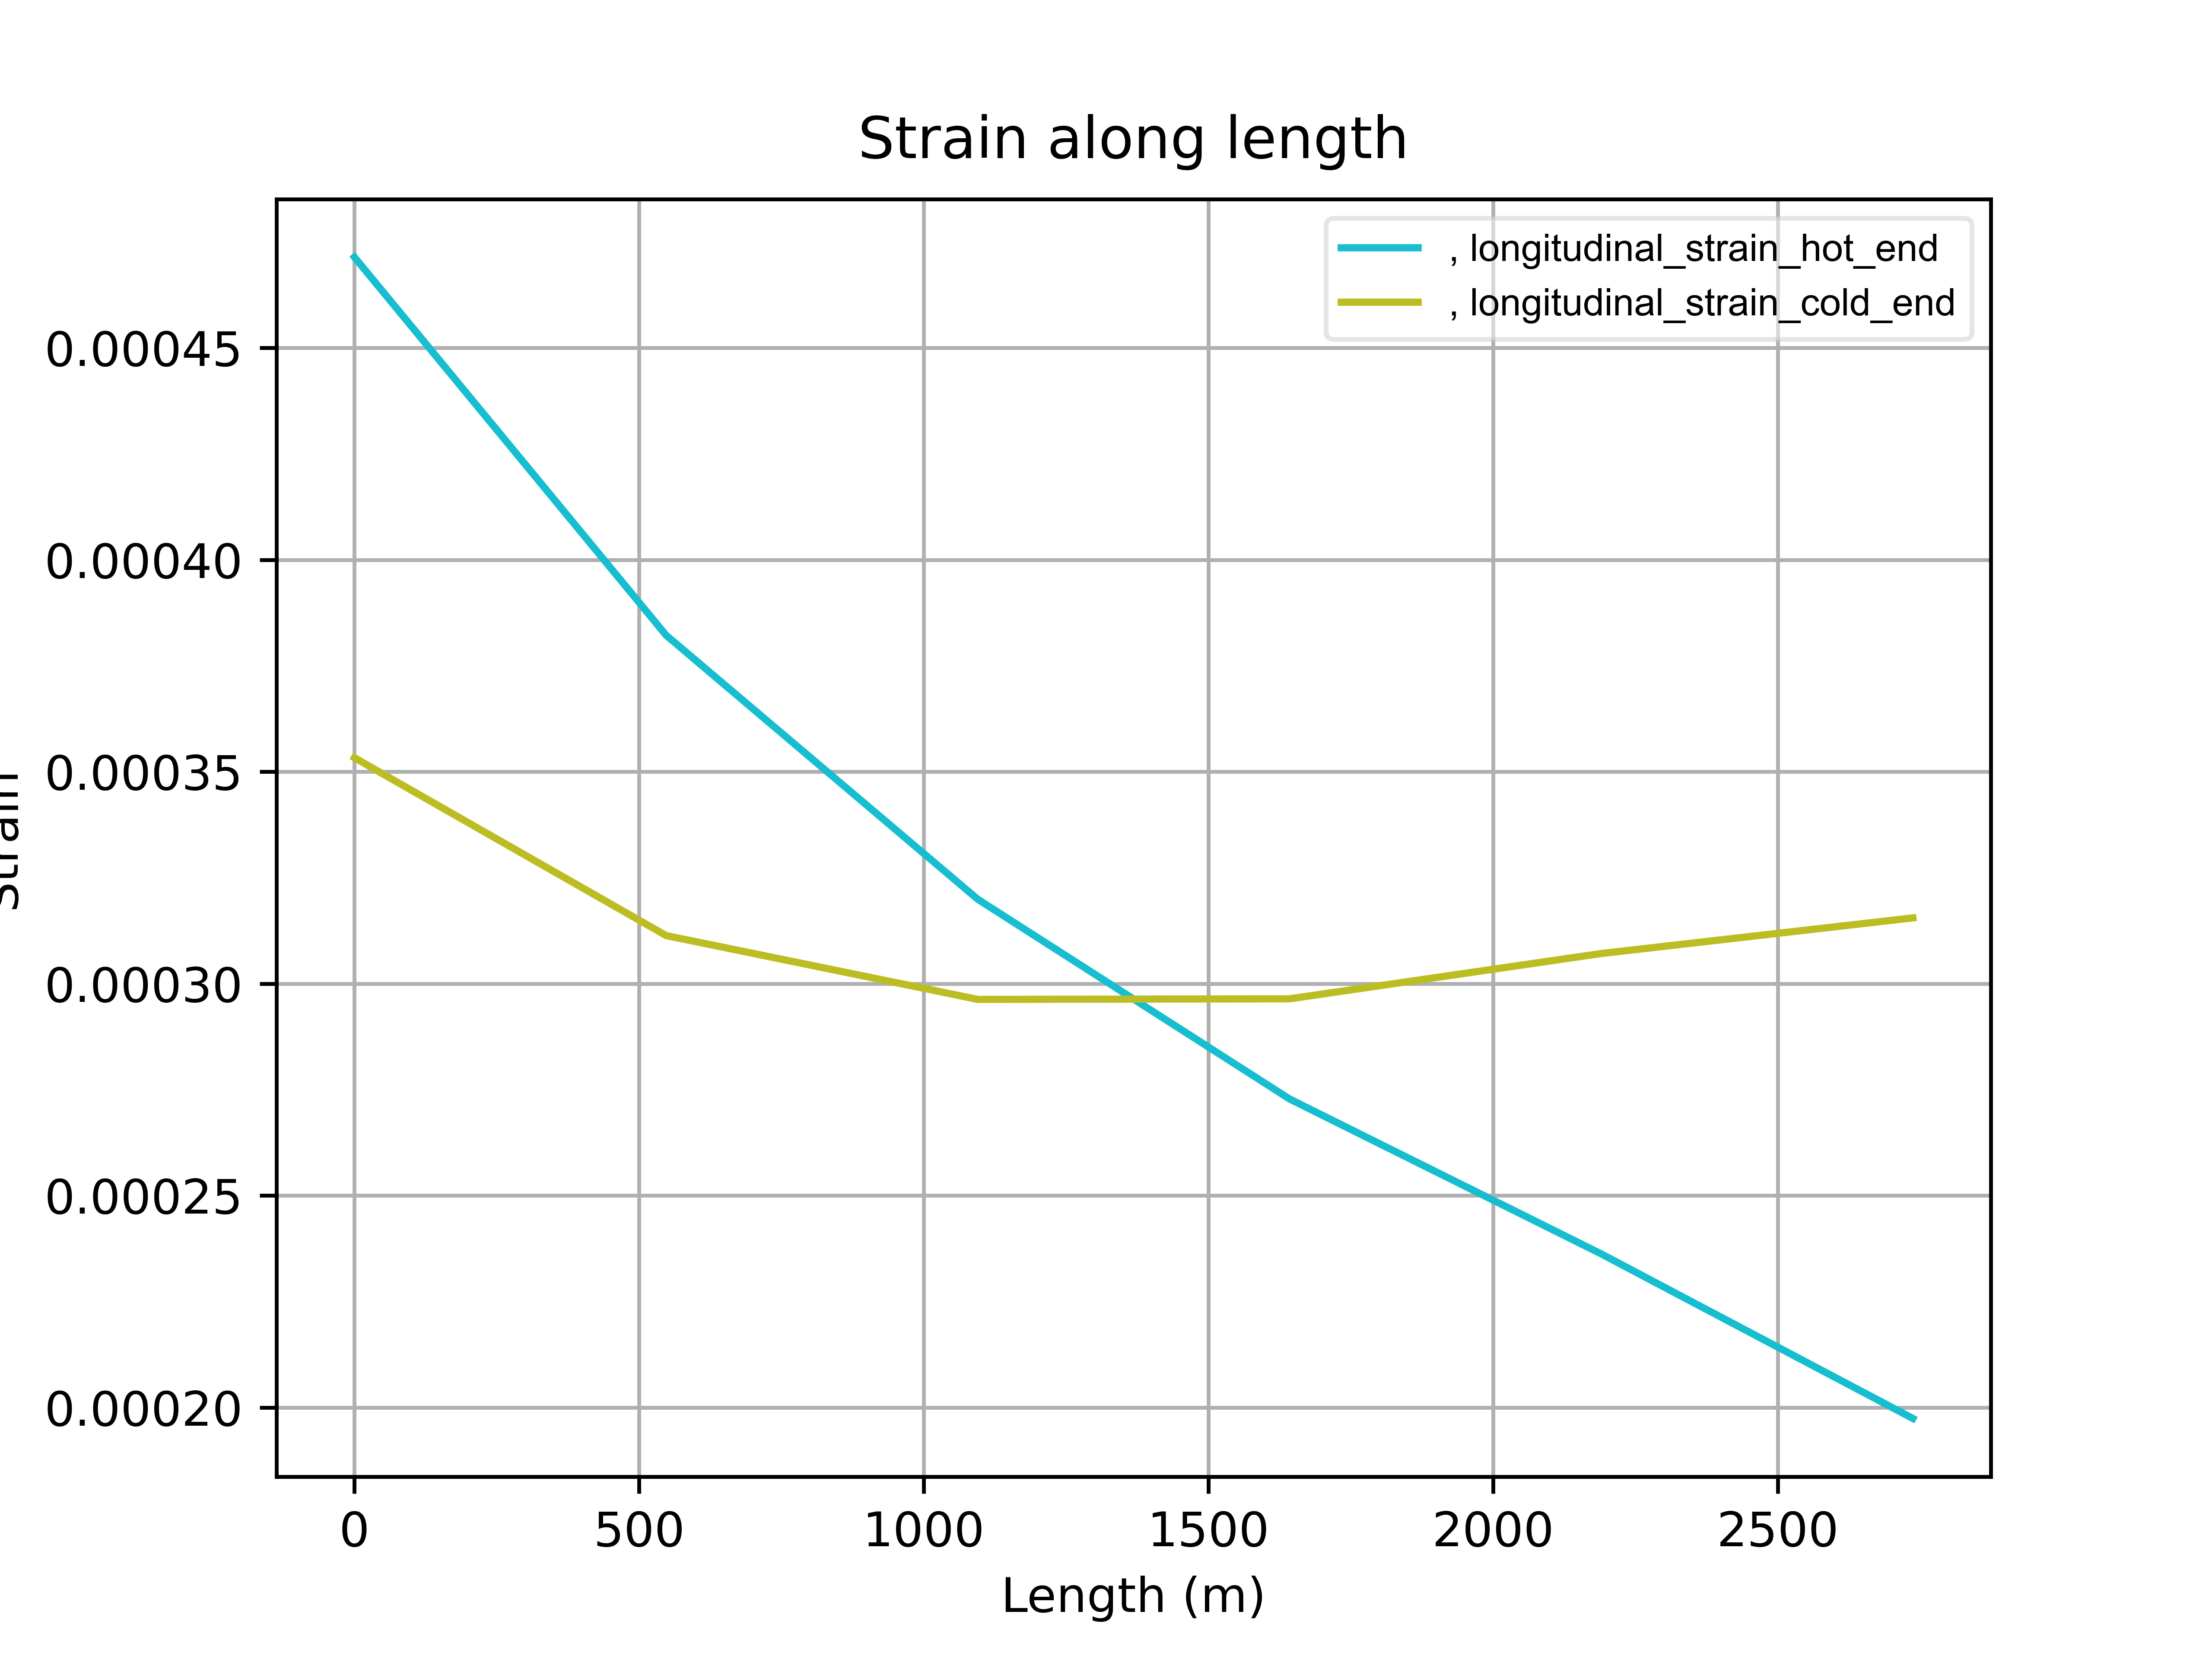 Strain along length
, longitudinal_strain_hot_end
, longitudinal_strain_cold_end
0.00045
0.00040
0.00035
0.00030
0.00025
0.00020
Strain
0 500 1000 1500 2000 2500
Length (m)